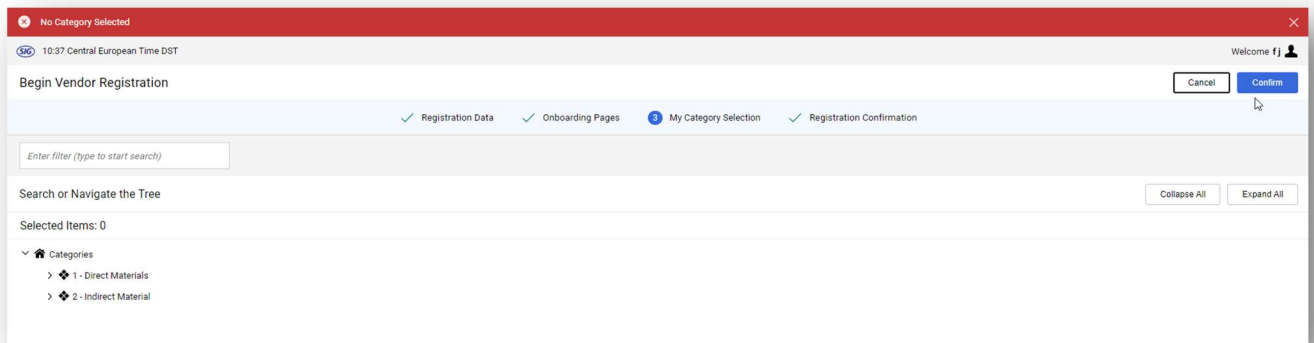 No Category Selected
SIG 10:37 Central European Time DST
Welcome f j
Begin Vendor Registration
Cancel Confirm
Registration Data Onboarding Pages 3 My Category Selection Registration Confirmation
Enter filter (type to start search)
Search or Navigate the Tree
Collapse All Expand All
Selected Items: 0
Categories
1 - Direct Materials
2 - Indirect Material